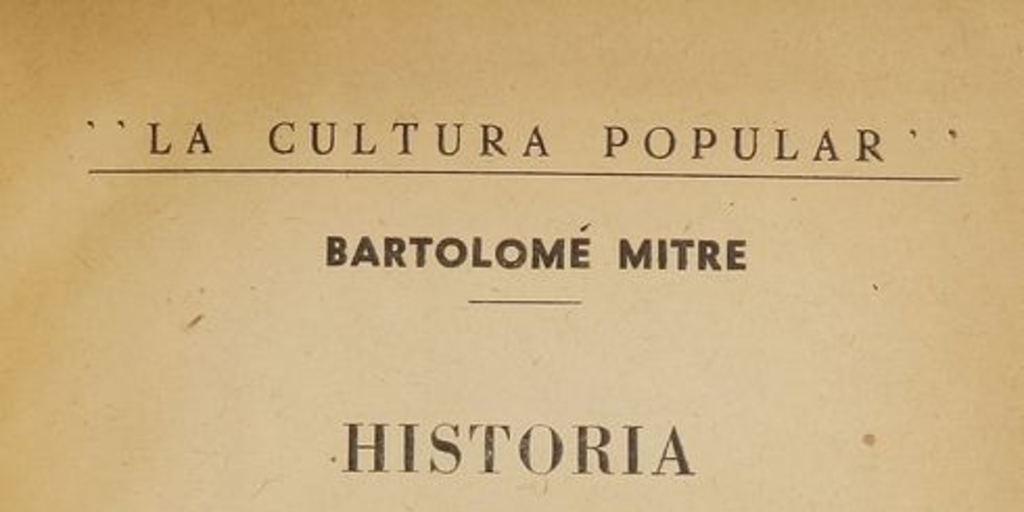 ``LA CULTURA POPULAR''
BARTOLOMÉ MITRE
HISTORIA